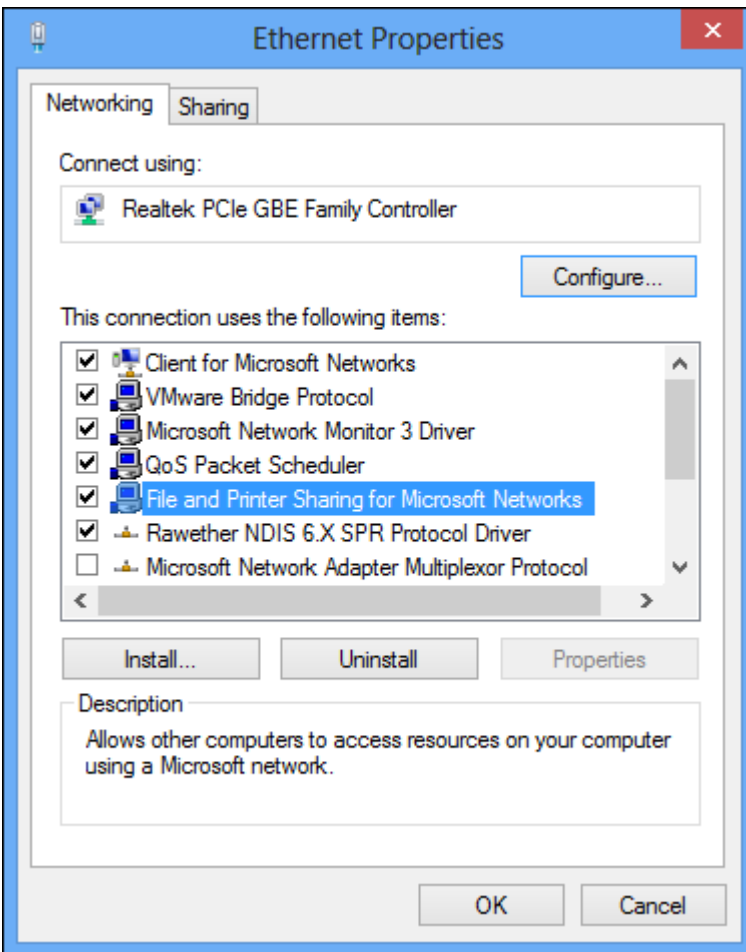 Ethernet Properties
Networking
Sharing
Connect using:
Realtek PCIe GBE Family Controller
Configure...
This connection uses the following items:
Client for Microsoft Networks
VMware Bridge Protocol
Microsoft Network Monitor 3 Driver
QoS Packet Scheduler
File and Printer Sharing for Microsoft Networks
Rawether NDIS 6.X SPR Protocol Driver
Microsoft Network Adapter Multiplexor Protocol
Install...
Uninstall
Properties
Description
Allows other computers to access resources on your computer
using a Microsoft network.
OK
Cancel